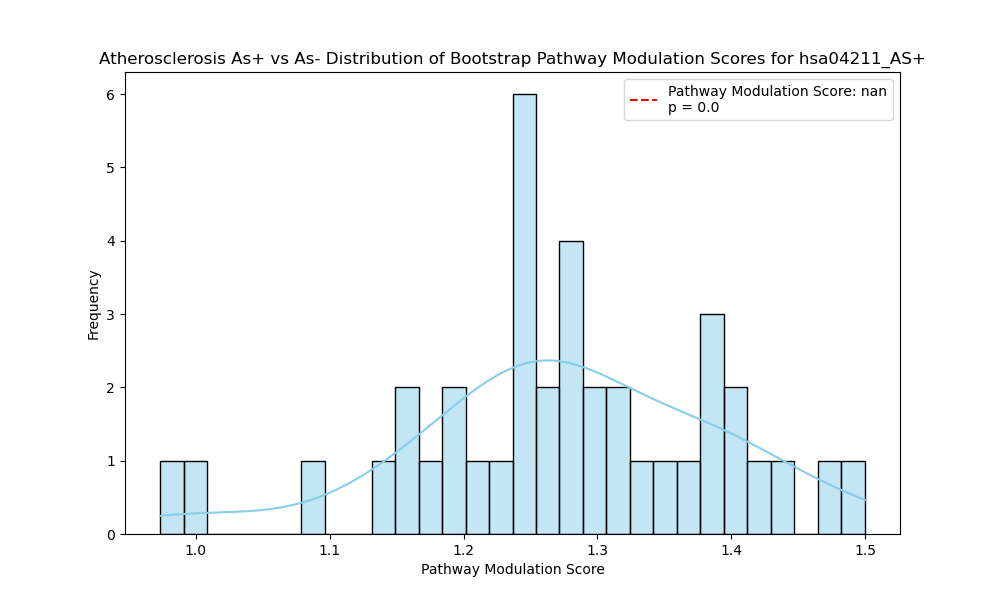 Atherosclerosis As+ vs As- Distribution of Bootstrap Pathway Modulation Scores for hsa04211_AS+
Pathway Modulation Score: nan
p = 0.0
6
5
4
3
2
1
0
Frequency
1.0 1.1 1.2 1.3 1.4 1.5
Pathway Modulation Score